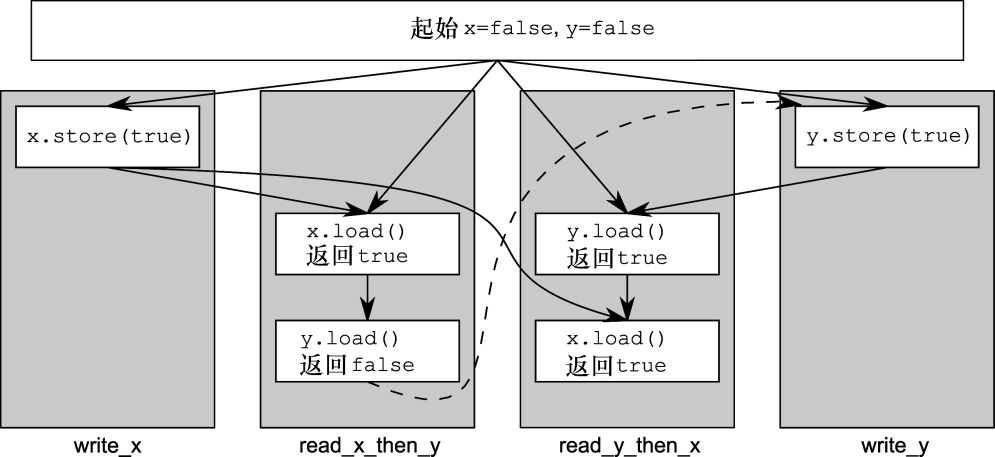 起始x=false, y=false
x.store(true)
y.store(true)
x.load()
返回true
y.load()
返回true
y.load()
返回false
x.load()
返回true
write_x
read_x_then_y
read_y_then_x
write_y